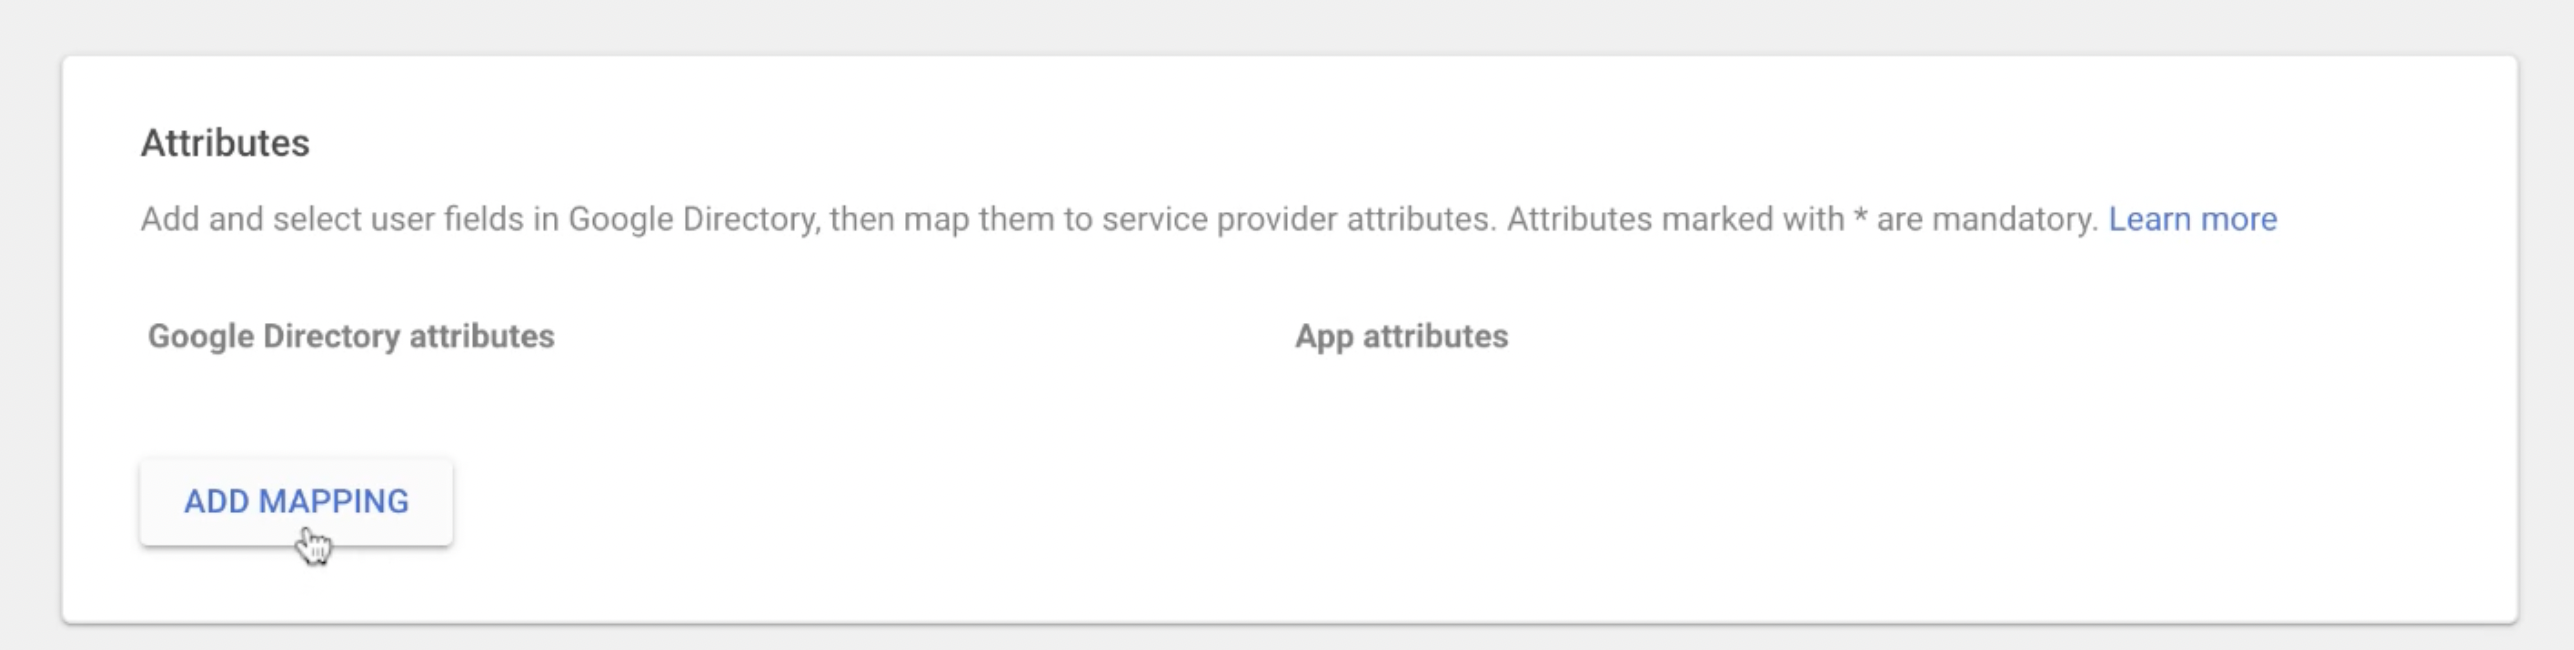 Attributes
Add and select user fields in Google Directory, then map them to service provider attributes. Attributes marked with * are mandatory. Learn more
Google Directory attributes
App attributes
ADD MAPPING